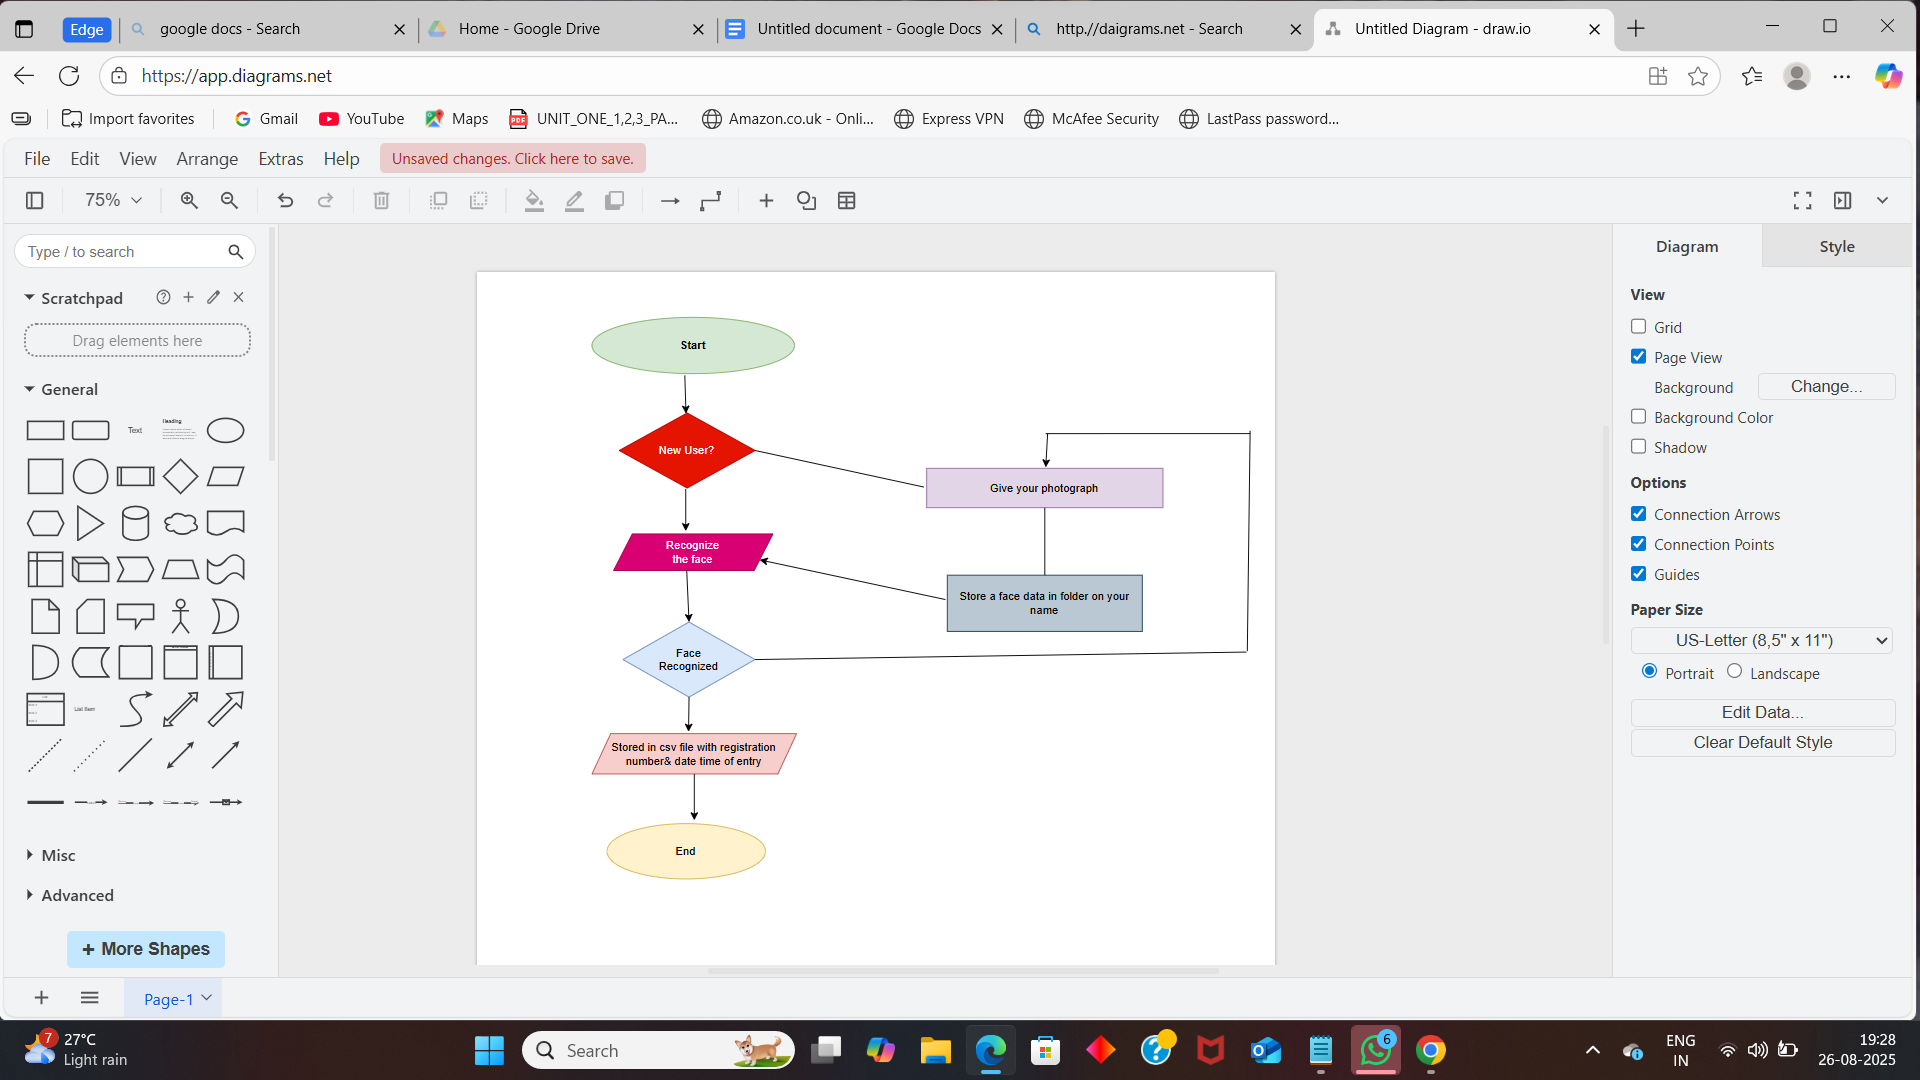 Edge
google docs - Search
Home - Google Drive
Untitled document - Google Docs
http.//daigrams.net - Search
Untitled Diagram - draw.io
https://app.diagrams.net
Import favorites
Gmail
YouTube
Maps
UNIT_ONE_1,2,3_PA...
Amazon.co.uk - Onli...
Express VPN
McAfee Security
LastPass password...
File
Edit
View
Arrange
Extras
Help
Unsaved changes. Click here to save.
75%
Type / to search
Scratchpad
Drag elements here
General
Text
Heading
List Item
Misc
Advanced
+ More Shapes
Start
New User?
Give your photograph
Recognize
the face
Store a face data in folder on your
name
Face
Recognized
Stored in csv file with registration
number& date time of entry
End
Diagram
Style
View
Grid
Page View
Background
Change...
Background Color
Shadow
Options
Connection Arrows
Connection Points
Guides
Paper Size
US-Letter (8,5" x 11")
Portrait
Landscape
Edit Data...
Clear Default Style
Page-1
7
27°C
Light rain
Search
6
ENG
IN
19:28
26-08-2025